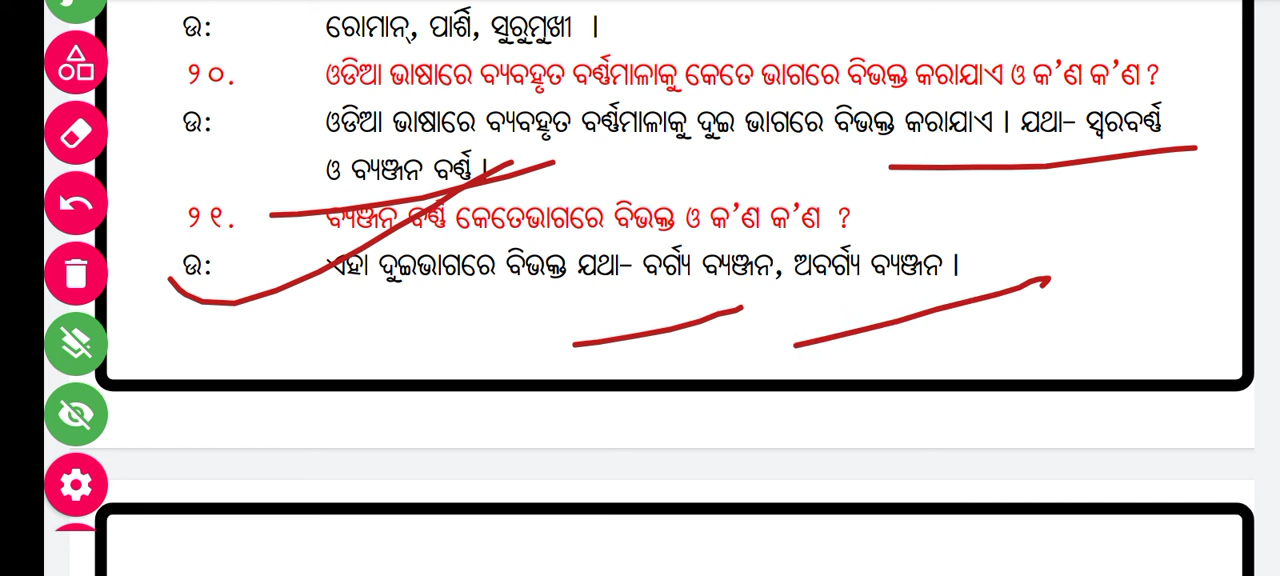 ଉ: ରୋମାନ୍, ପାର୍ଶି, ସୁରୁମୁଖୀ ।
୨୦. ଓଡିଆ ଭାଷାରେ ବ୍ୟବହୃତ ବର୍ଣ୍ଣମାଳାକୁ କେତେ ଭାଗରେ ବିଭକ୍ତ କରାଯାଏ ଓ କ’ଣ କ’ଣ ?
ଉ: ଓଡିଆ ଭାଷାରେ ବ୍ୟବହୃତ ବର୍ଣ୍ଣମାଳାକୁ ଦୁଇ ଭାଗରେ ବିଭକ୍ତ କରାଯାଏ । ଯଥା- ସ୍ୱରବର୍ଣ୍ଣ
ଓ ବ୍ୟଞ୍ଜନ ବର୍ଣ୍ଣ ।
୨୧. ବ୍ୟଞ୍ଜନ ବର୍ଣ୍ଣ କେତେଭାଗରେ ବିଭକ୍ତ ଓ କ’ଣ କ’ଣ ?
ଉ: ଏହା ଦୁଇଭାଗରେ ବିଭକ୍ତ ଯଥା- ବର୍ଗ୍ୟ ବ୍ୟଞ୍ଜନ, ଅବର୍ଗ୍ୟ ବ୍ୟଞ୍ଜନ ।